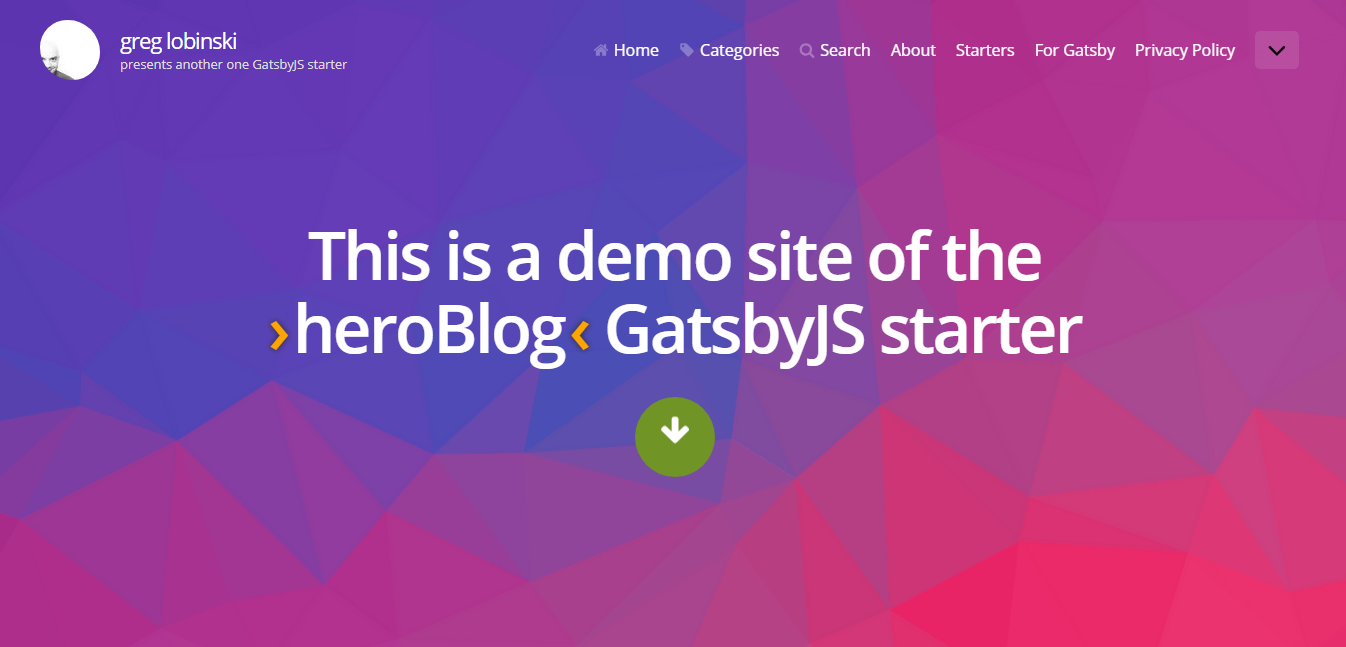 greg lobinski
presents another one GatsbyJS starter
Home Categories Search About Starters For Gatsby Privacy Policy
This is a demo site of the
›heroBlog‹ GatsbyJS starter